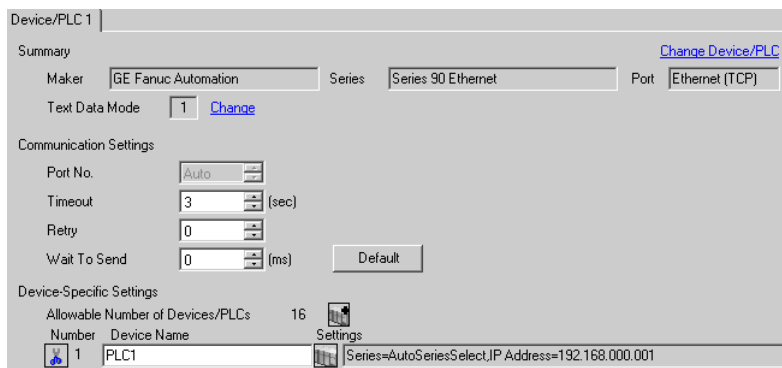 Device/PLC 1
Summary Change Device/PLC
Maker GE Fanuc Automation Series Series 90 Ethernet Port Ethernet (TCP)
Text Data Mode 1 Change
Communication Settings
Port No. Auto
Timeout 3 (sec)
Retry 0
Wait To Send 0 (ms) Default
Device-Specific Settings
Allowable Number of Devices/PLCs 16
Number Device Name Settings
1 PLC1 Series=AutoSeriesSelect,IP Address=192.168.000.001